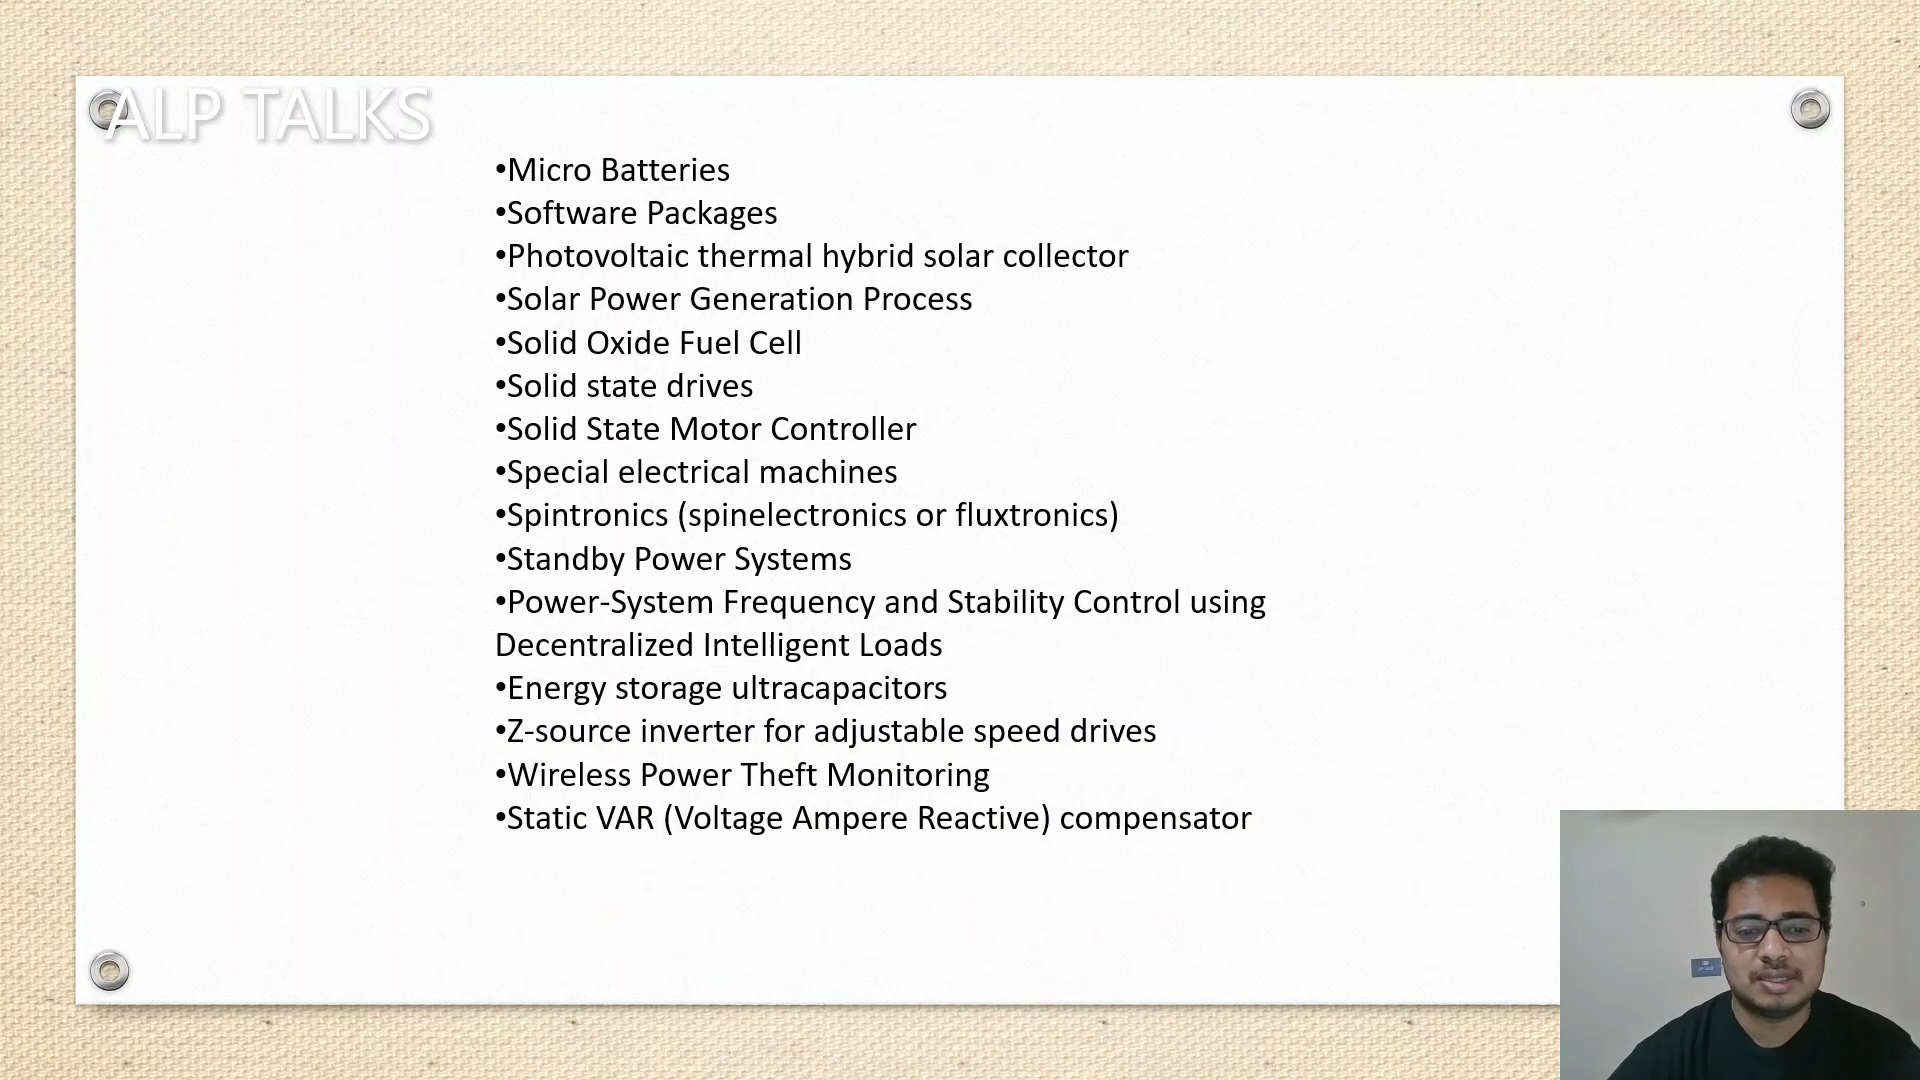 ALP TALKS
•Micro Batteries
•Software Packages
•Photovoltaic thermal hybrid solar collector
•Solar Power Generation Process
•Solid Oxide Fuel Cell
•Solid state drives
•Solid State Motor Controller
•Special electrical machines
•Spintronics (spinelectronics or fluxtronics)
•Standby Power Systems
•Power-System Frequency and Stability Control using
Decentralized Intelligent Loads
•Energy storage ultracapacitors
•Z-source inverter for adjustable speed drives
•Wireless Power Theft Monitoring
•Static VAR (Voltage Ampere Reactive) compensator